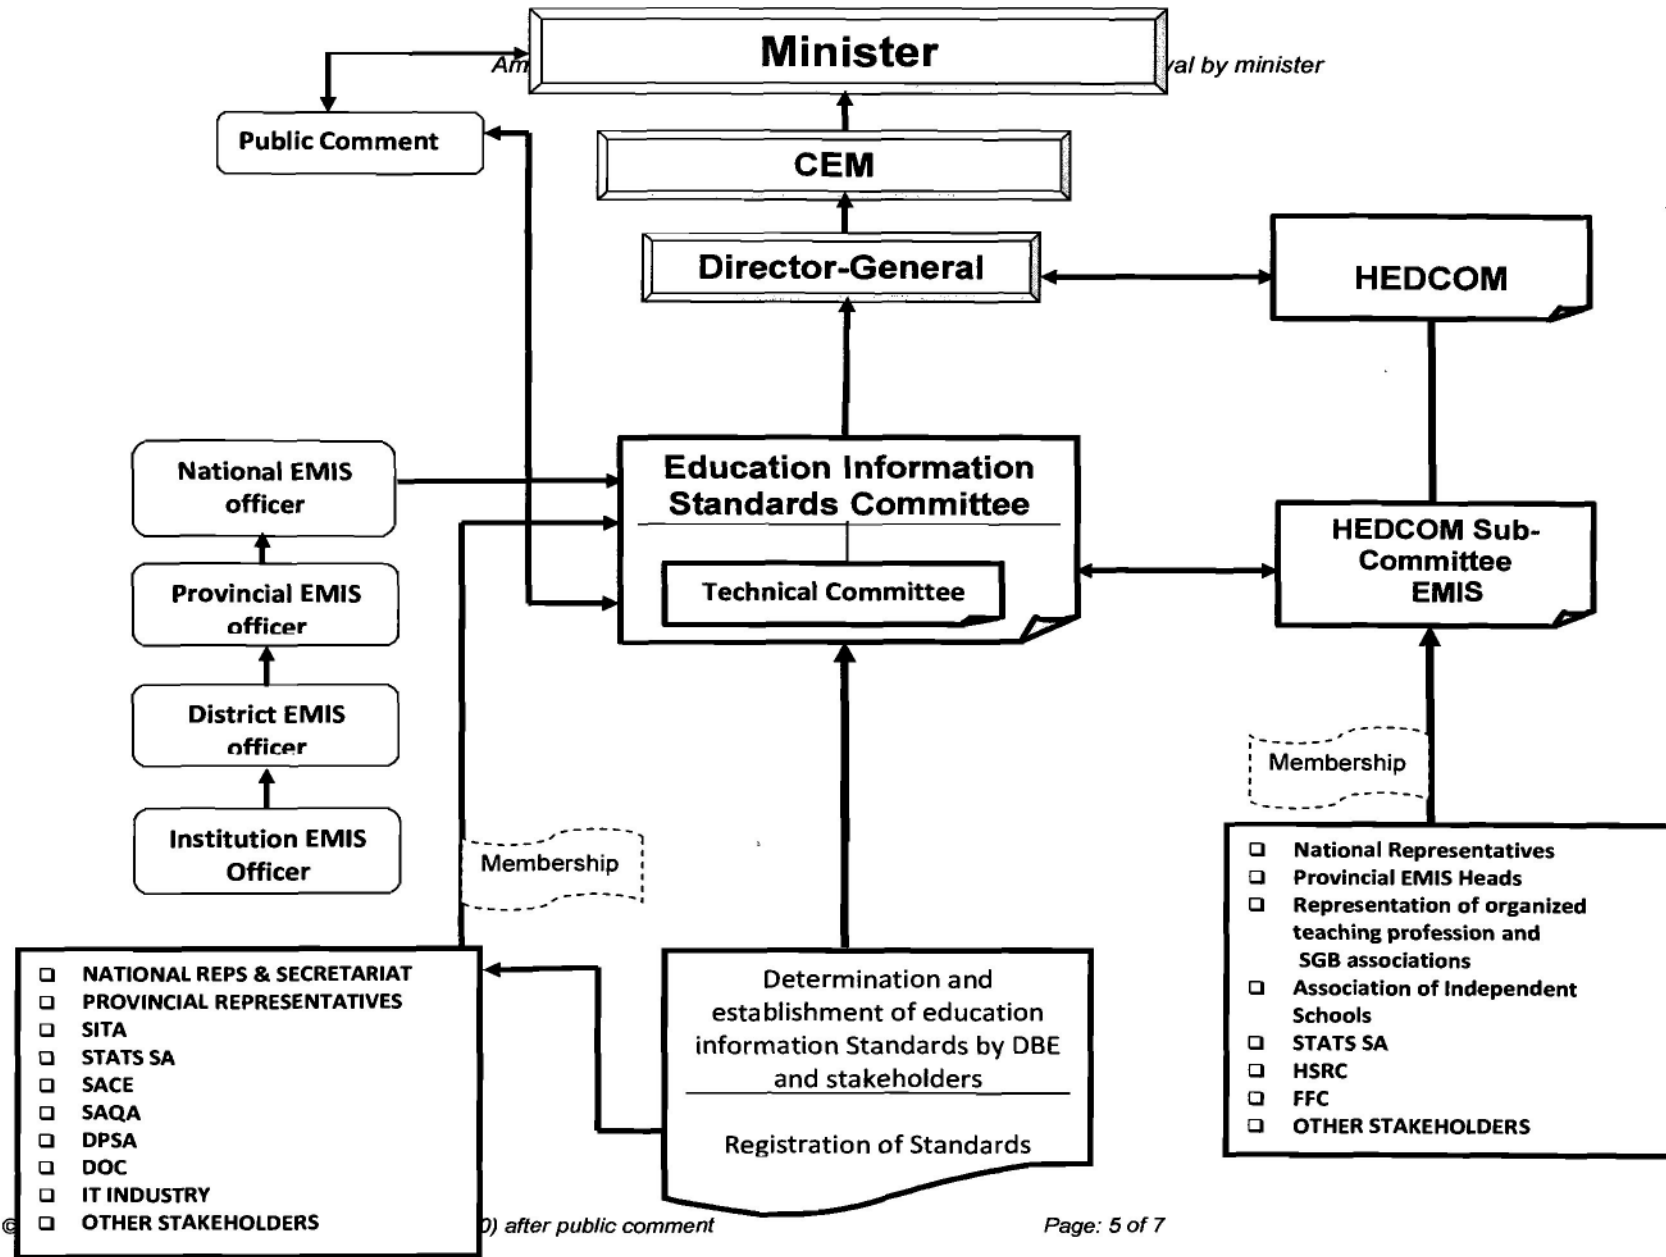 Minister
Am
val by minister
Public Comment
CEM
Director-General
HEDCOM
National EMIS
officer
Education Information
Standards Committee
Technical Committee
HEDCOM Sub-
Committee
EMIS
Provincial EMIS
officer
District EMIS
officer
Institution EMIS
Officer
Membership
Membership
NATIONAL REPS & SECRETARIAT
PROVINCIAL REPRESENTATIVES
SITA
STATS SA
SACE
SAQA
DPSA
DOC
IT INDUSTRY
OTHER STAKEHOLDERS
Determination and
establishment of education
information Standards by DBE
and stakeholders
Registration of Standards
National Representatives
Provincial EMIS Heads
Representation of organized
teaching profession and
SGB associations
Association of Independent
Schools
STATS SA
HSRC
FFC
OTHER STAKEHOLDERS
©
0) after public comment
Page: 5 of 7